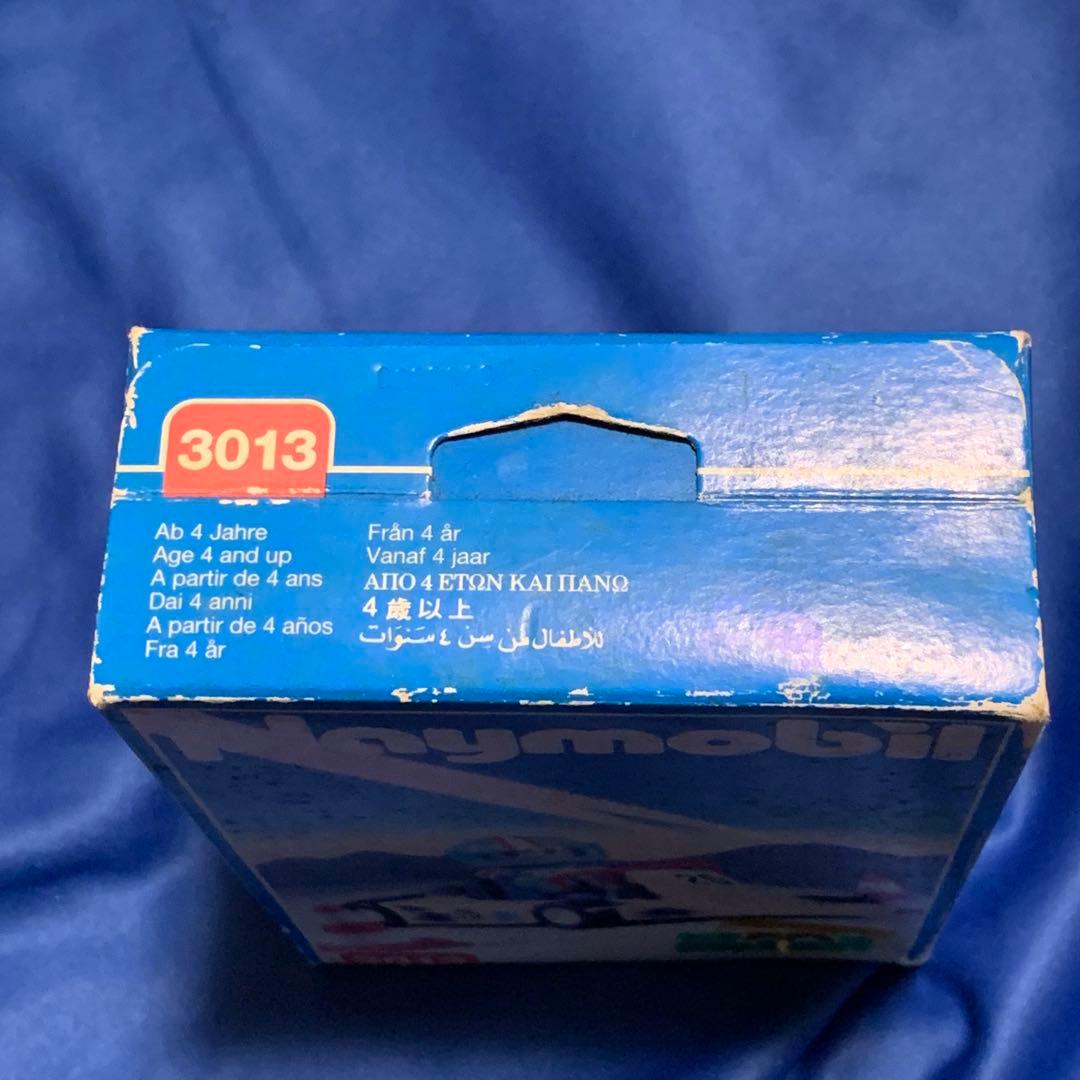 3013
Ab 4 Jahre
Age 4 and up
A partir de 4 ans
Dai 4 anni
A partir de 4 años
Fra 4 år
Från 4 år
Vanaf 4 jaar
ΑΠΟ 4 ΕΤΩΝ ΚΑΙ ΠΑΝΩ
4 歲以上
للأطفال من سن ٤ سنوات
playmobil